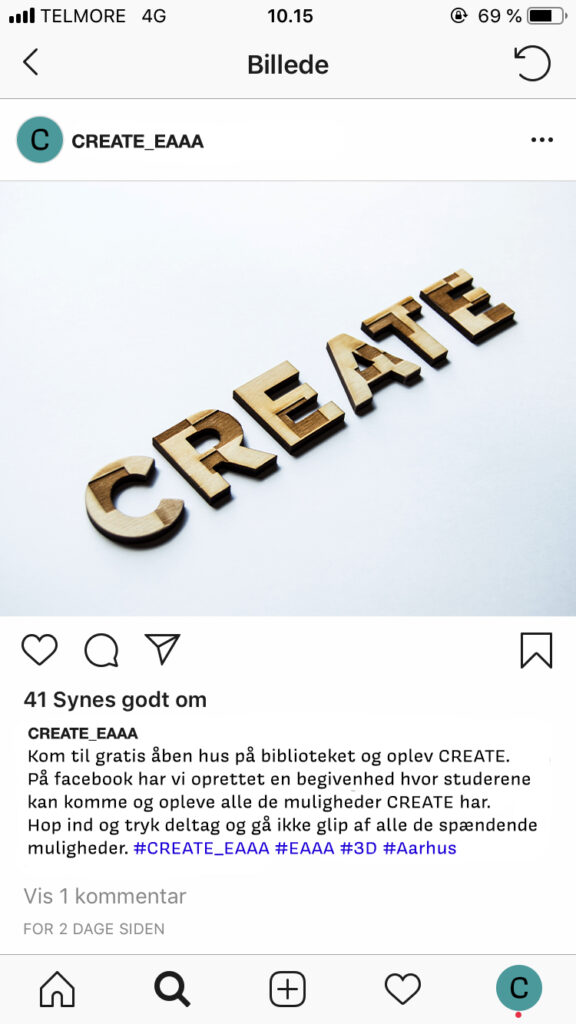 TELMORE 4G 10.15 69 %
Billede
C CREATE_EAAA
CREATE
41 Synes godt om
CREATE_EAAA
Kom til gratis åben hus på biblioteket og oplev CREATE.
På facebook har vi oprettet en begivenhed hvor studerene
kan komme og opleve alle de muligheder CREATE har.
Hop ind og tryk deltag og gå ikke glip af alle de spændende
muligheder. #CREATE_EAAA #EAAA #3D #Aarhus
Vis 1 kommentar
FOR 2 DAGE SIDEN
C